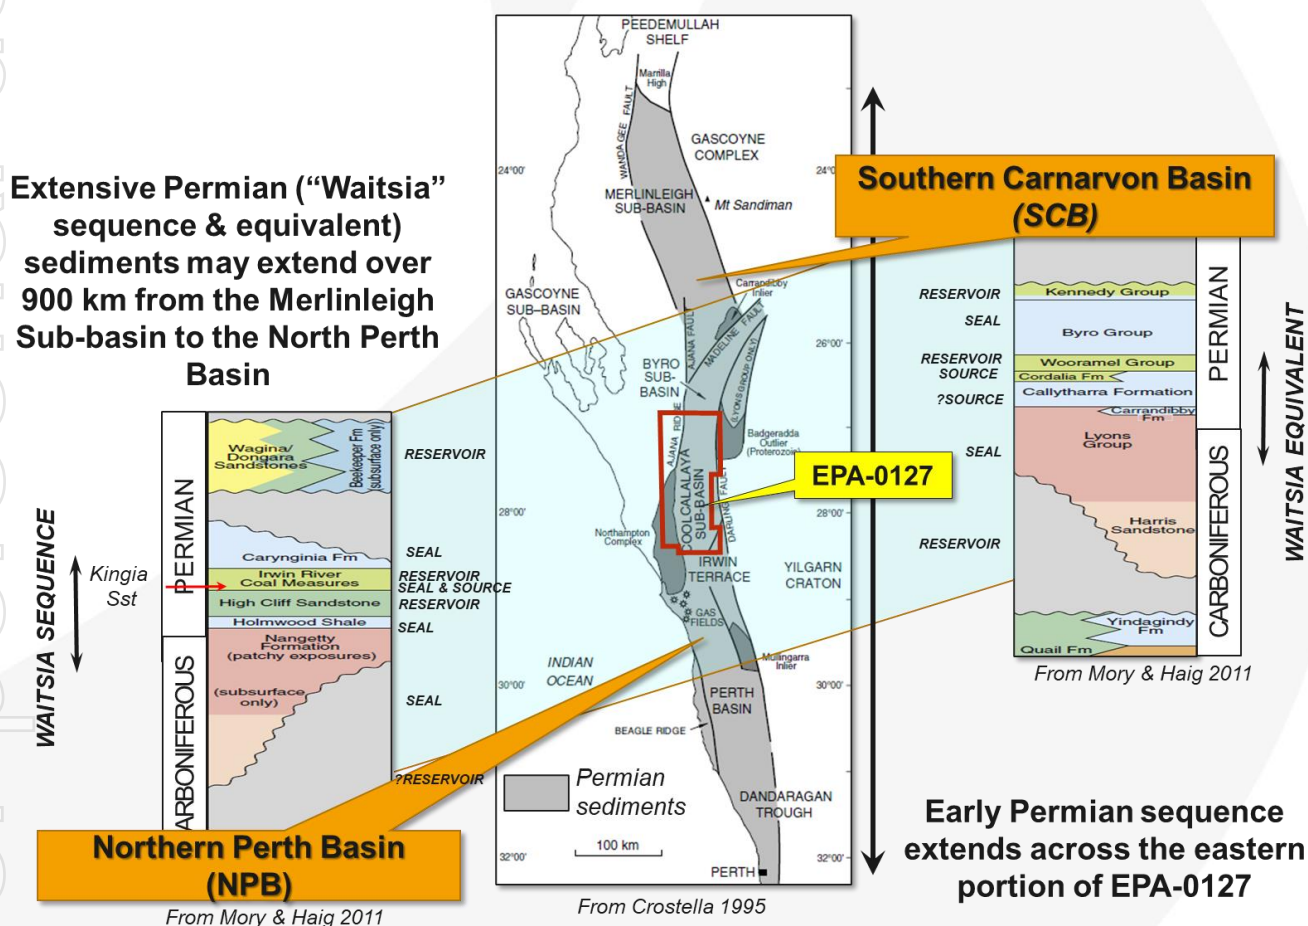 Extensive Permian (“Waitsia”
sequence & equivalent)
sediments may extend over
900 km from the Merlinleigh
Sub-basin to the North Perth
Basin
PERMIAN
ARBONIFEROUS
WAITSIA SEQUENCE
Kingia
Sst
Wagina/
Dongara
Sandstones
Beekeeper Fm
(subsurface only)
Carynginia Fm
Irwin River
Coal Measures
High Cliff Sandstone
Holmwood Shale
Nangetty
Formation
(patchy exposures)
(subsurface
only)
RESERVOIR
SEAL
RESERVOIR
SEAL & SOURCE
RESERVOIR
SEAL
SEAL
?RESERVOIR
Northern Perth Basin
(NPB)
From Mory & Haig 2011
PEEDEMULLAH
SHELF
Marrilla
High
WANDAGEE FAULT
GASCOYNE
COMPLEX
24°00'
24°0
MERLINLEIGH
SUB-BASIN
Mt Sandiman
GASCOYNE
SUB–BASIN
Carrandibby
Inlier
AJANA FAUL
MADELINE FAULT
(LYONS GROUP ONLY)
26°00'
BYRO
SUB-
BASIN
AJANA RIDGE
Badgeradda
Outlier
(Proterozoic)
COOLCALALAYA
SUB-BASIN
DARLING FAULT
EPA-0127
28°00'
28°00'
Northampton
Complex
IRWIN
TERRACE
YILGARN
CRATON
GAS
FIELDS
Mullingarra
Inlier
INDIAN
OCEAN
30°00'
30°00'
PERTH
BASIN
BEAGLE RIDGE
Permian
sediments
DANDARAGAN
TROUGH
100 km
32°00'
32°00'
PERTH
From Crostella 1995
Southern Carnarvon Basin
(SCB)
RESERVOIR
SEAL
RESERVOIR
SOURCE
?SOURCE
SEAL
RESERVOIR
Kennedy Group
Byro Group
Wooramel Group
Cordalia Fm
Callytharra Formation
Carrandibby
Fm
Lyons
Group
Harris
Sandstone
Yindagindy
Fm
Quail Fm
PERMIAN
CARBONIFEROUS
WAITSIA EQUIVALENT
From Mory & Haig 2011
Early Permian sequence
extends across the eastern
portion of EPA-0127